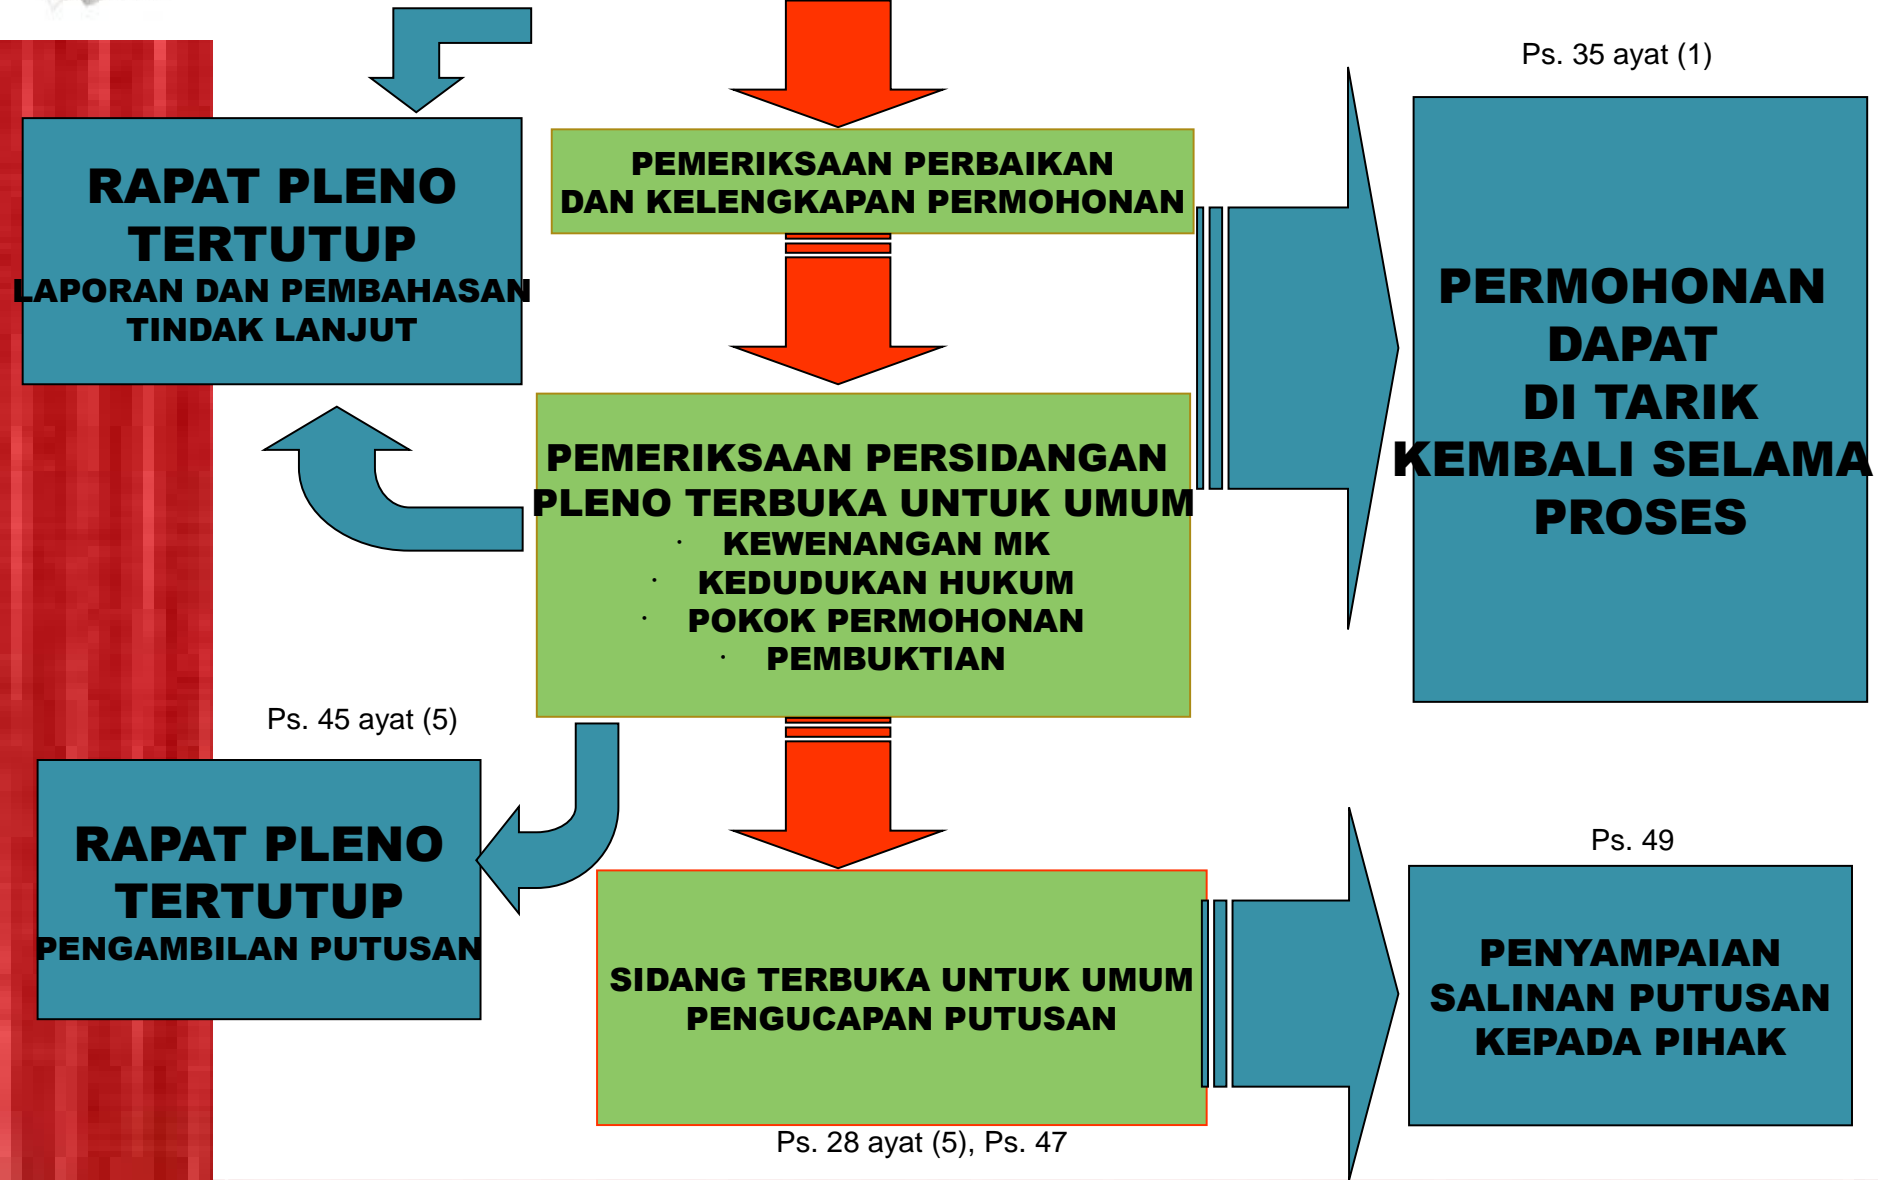 Ps. 35 ayat (1)
RAPAT PLENO
TERTUTUP
LAPORAN DAN PEMBAHASAN
TINDAK LANJUT
PEMERIKSAAN PERBAIKAN
DAN KELENGKAPAN PERMOHONAN
PERMOHONAN
DAPAT
DI TARIK
KEMBALI SELAMA
PROSES
PEMERIKSAAN PERSIDANGAN
PLENO TERBUKA UNTUK UMUM
· KEWENANGAN MK
· KEDUDUKAN HUKUM
· POKOK PERMOHONAN
· PEMBUKTIAN
Ps. 45 ayat (5)
RAPAT PLENO
TERTUTUP
PENGAMBILAN PUTUSAN
SIDANG TERBUKA UNTUK UMUM
PENGUCAPAN PUTUSAN
Ps. 28 ayat (5), Ps. 47
Ps. 49
PENYAMPAIAN
SALINAN PUTUSAN
KEPADA PIHAK